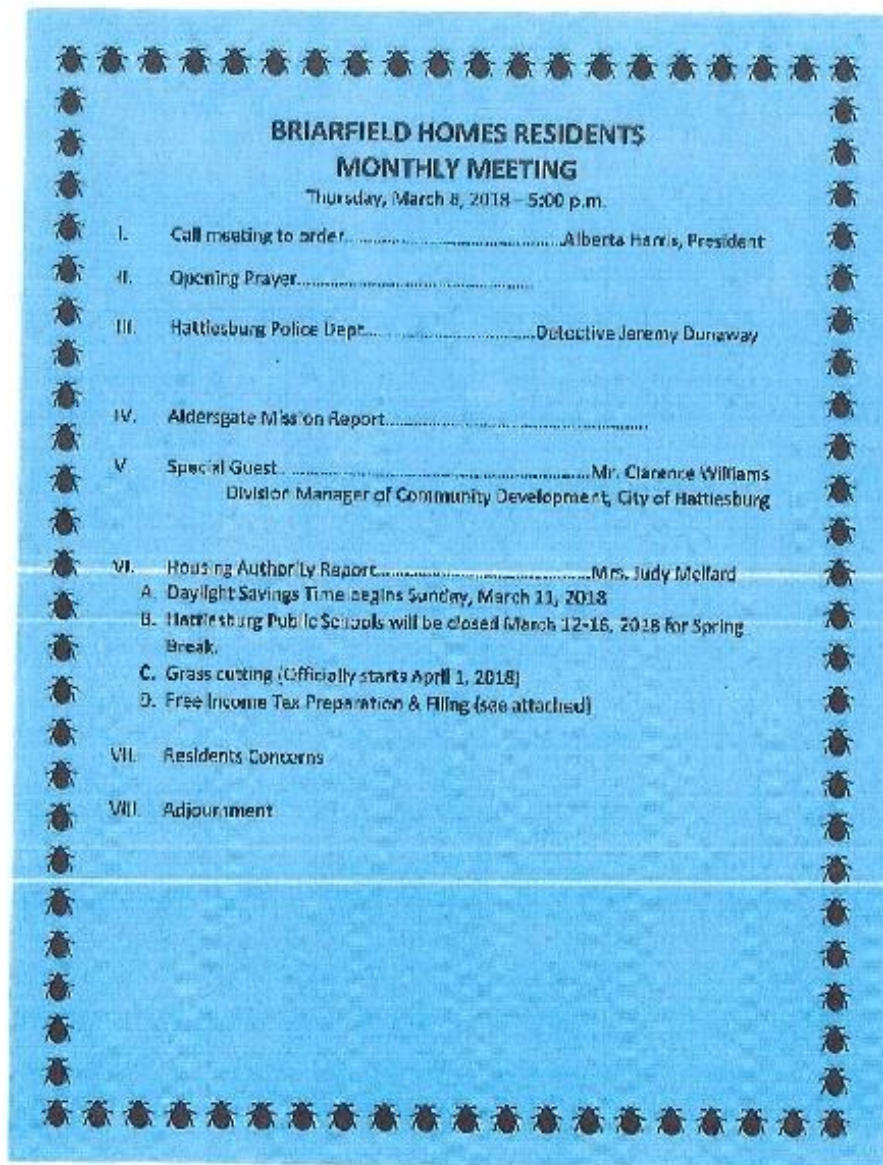 BRIARFIELD HOMES RESIDENTS
MONTHLY MEETING
Thursday, March 8, 2018 – 5:00 p.m.
I. Call meeting to order..............................Alberta Harris, President
II. Opening Prayer..............................
III. Hattiesburg Police Dept..............................Detective Jeremy Dunaway
IV. Aldersgate Mission Report..............................
V. Special Guest..............................Mr. Clarence Williams
Division Manager of Community Development, City of Hattiesburg
VI. Housing Authority Report..............................Mrs. Judy Mellard
A. Daylight Savings Time begins Sunday, March 11, 2018
B. Hattiesburg Public Schools will be closed March 12-16, 2018 for Spring
Break.
C. Grass cutting (Officially starts April 1, 2018)
D. Free Income Tax Preparation & Filing (see attached)
VII. Residents Concerns
VIII. Adjournment